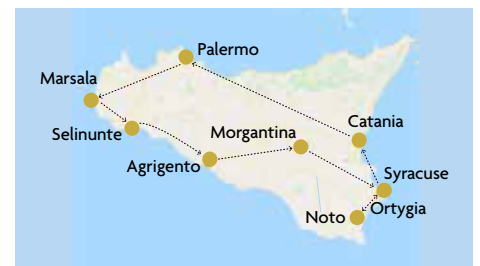 Palermo
Marsala
Catania
Morgantina
Selinunte
Agrigento
Syracuse
Ortygia
Noto